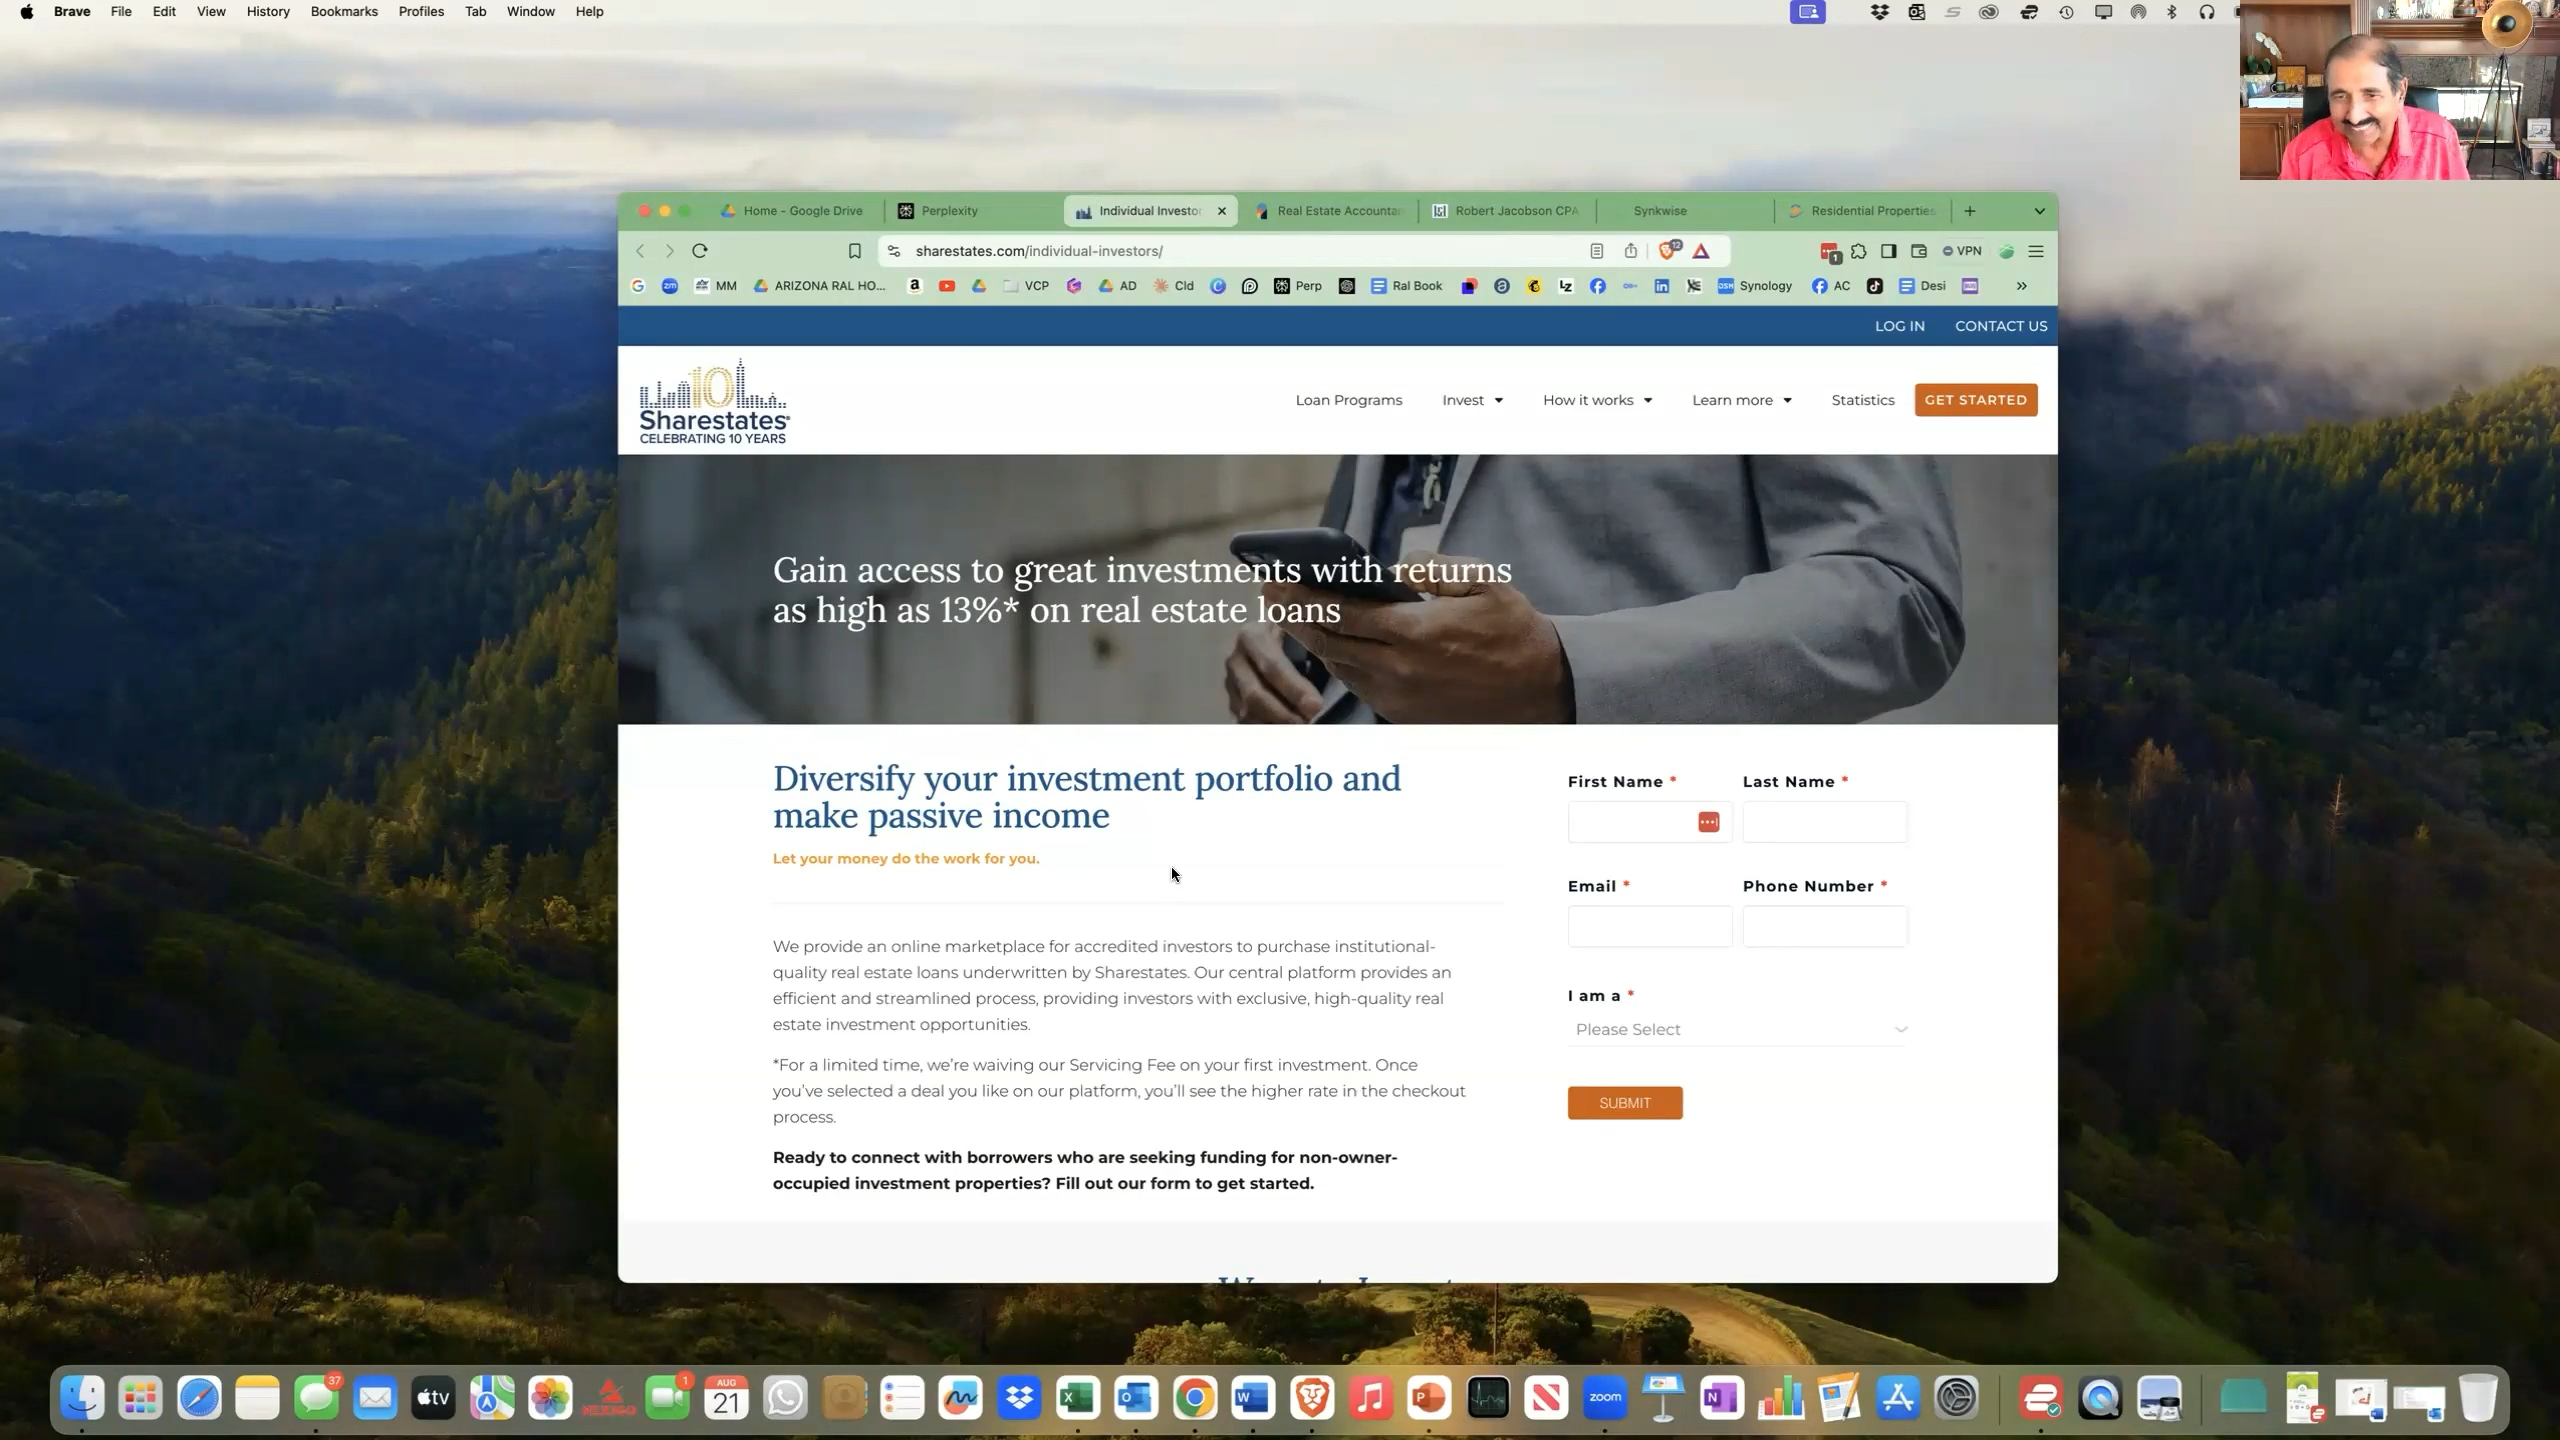 Brave File Edit View History Bookmarks Profiles Tab Window Help
Home - Google Drive Perplexity Individual Investo Real Estate Accounta Robert Jacobson CPA Synkwise Residential Properties
sharestates.com/individual-investors/ 12 1 VPN
MM ARIZONA RAL HO... VCP AD Cld Perp Ral Book Synology AC Desi
LOG IN CONTACT US
10
Sharestates
CELEBRATING 10 YEARS
Loan Programs Invest How it works Learn more Statistics GET STARTED
Gain access to great investments with returns
as high as 13%* on real estate loans
Diversify your investment portfolio and
make passive income
Let your money do the work for you.
We provide an online marketplace for accredited investors to purchase institutional-
quality real estate loans underwritten by Sharestates. Our central platform provides an
efficient and streamlined process, providing investors with exclusive, high-quality real
estate investment opportunities.
*For a limited time, we're waiving our Servicing Fee on your first investment. Once
you've selected a deal you like on our platform, you'll see the higher rate in the checkout
process.
Ready to connect with borrowers who are seeking funding for non-owner-
occupied investment properties? Fill out our form to get started.
First Name * Last Name *
Email * Phone Number *
I am a *
Please Select
SUBMIT
37 tv 1 AUG 21 zoom